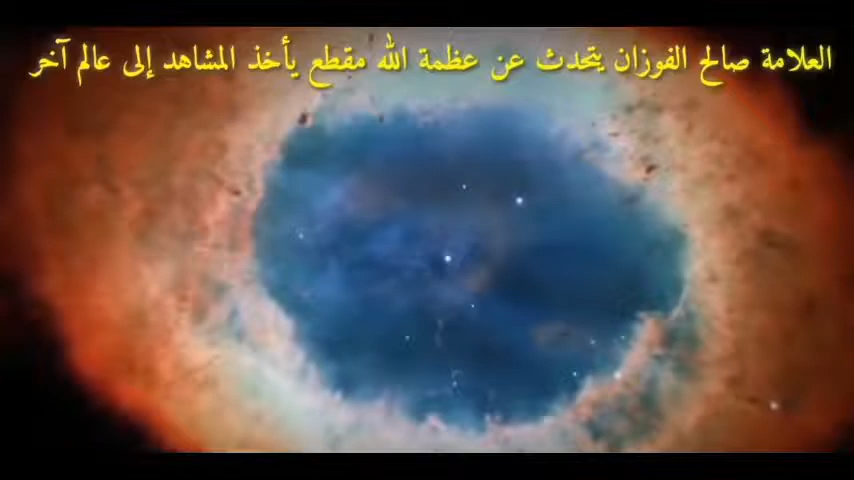 العلامة صالح الفوزان يتحدث عن عظمة الله مقطع يأخذ المشاهد إلى عالم آخر